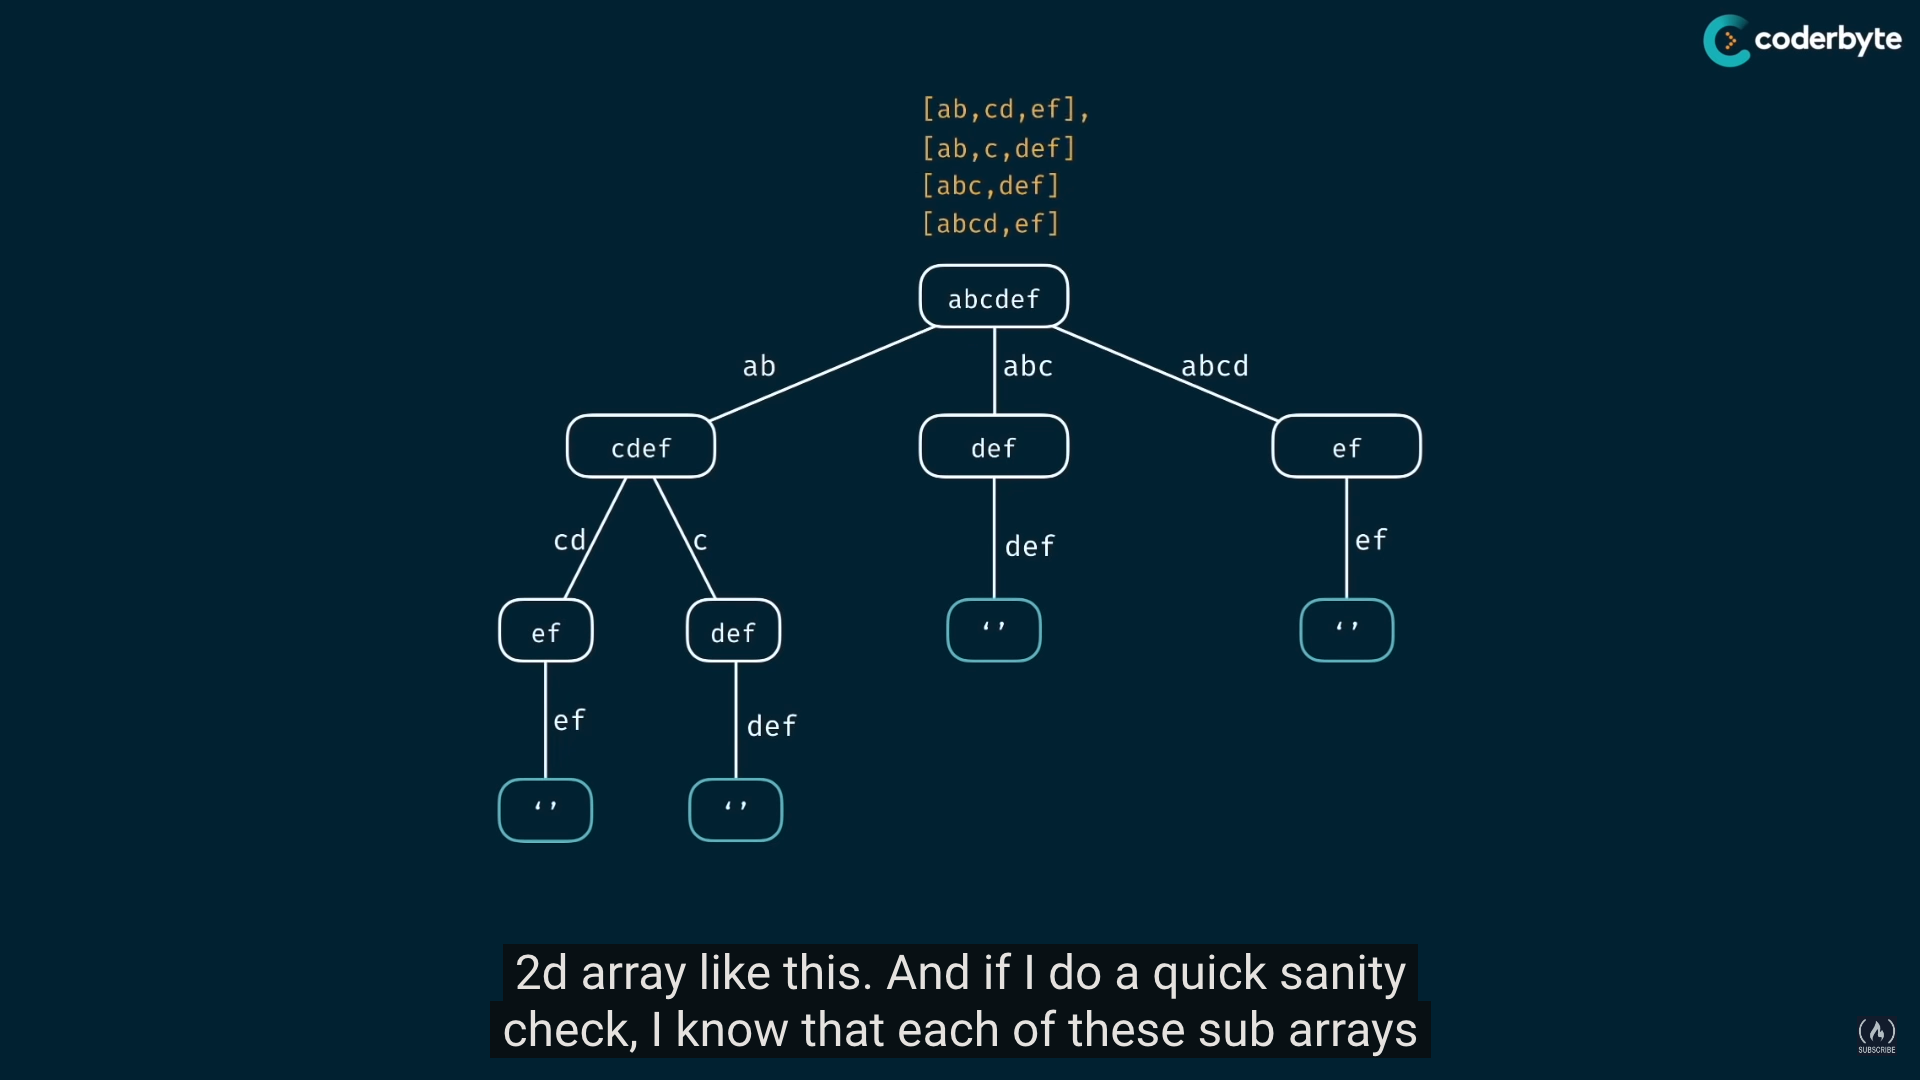 coderbyte
[ab,cd,ef],
[ab,c,def]
[abc,def]
[abcd,ef]
abcdef
ab
abc
abcd
cdef
def
ef
cd
c
def
ef
ef
def
‘’
‘’
ef
def
‘’
‘’
2d array like this. And if I do a quick sanity
check, I know that each of these sub arrays
SUBSCRIBE